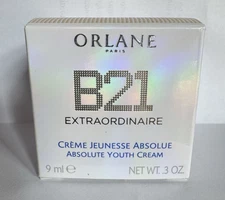 ORLANE
PARIS
B21
EXTRAORDINAIRE
CRÈME JEUNESSE ABSOLUE
ABSOLUTE YOUTH CREAM
9 ml ℮ NET WT. .3 OZ.